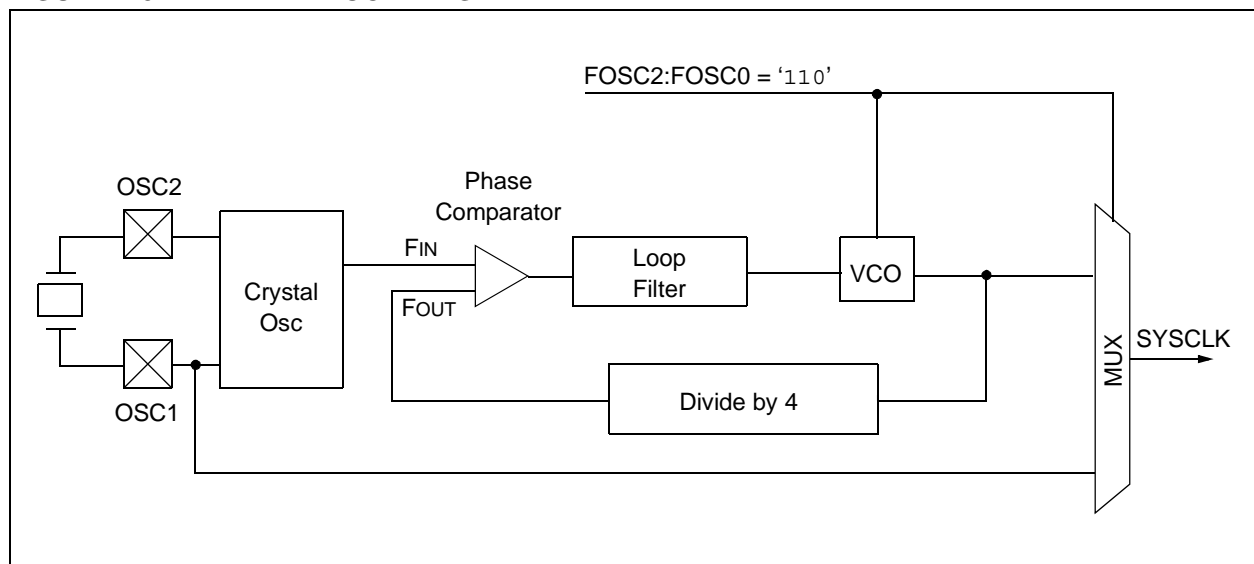 FOSC2:FOSC0 = ‘110’
OSC2
Phase
Comparator
FIN
Loop
Filter
VCO
Crystal
Osc
FOUT
MUX
SYSCLK
OSC1
Divide by 4